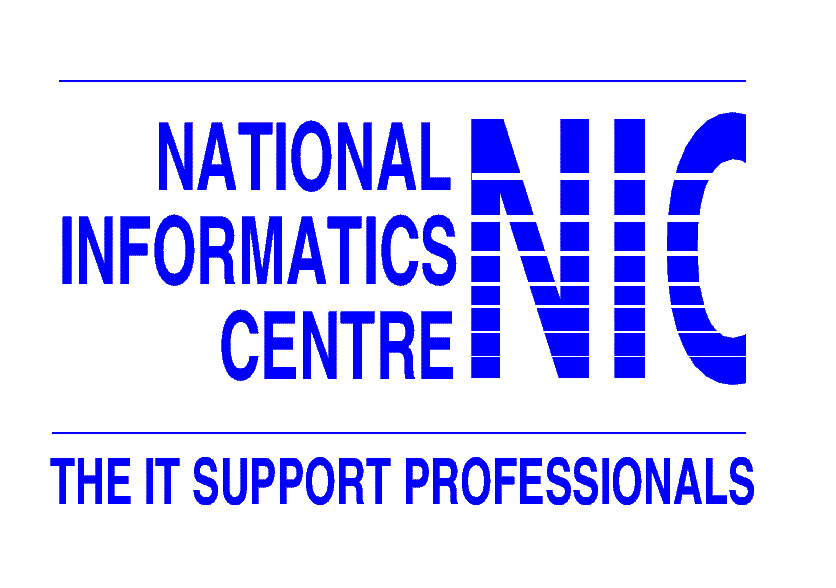 NATIONAL
INFORMATICS
CENTRE
NIC
THE IT SUPPORT PROFESSIONALS